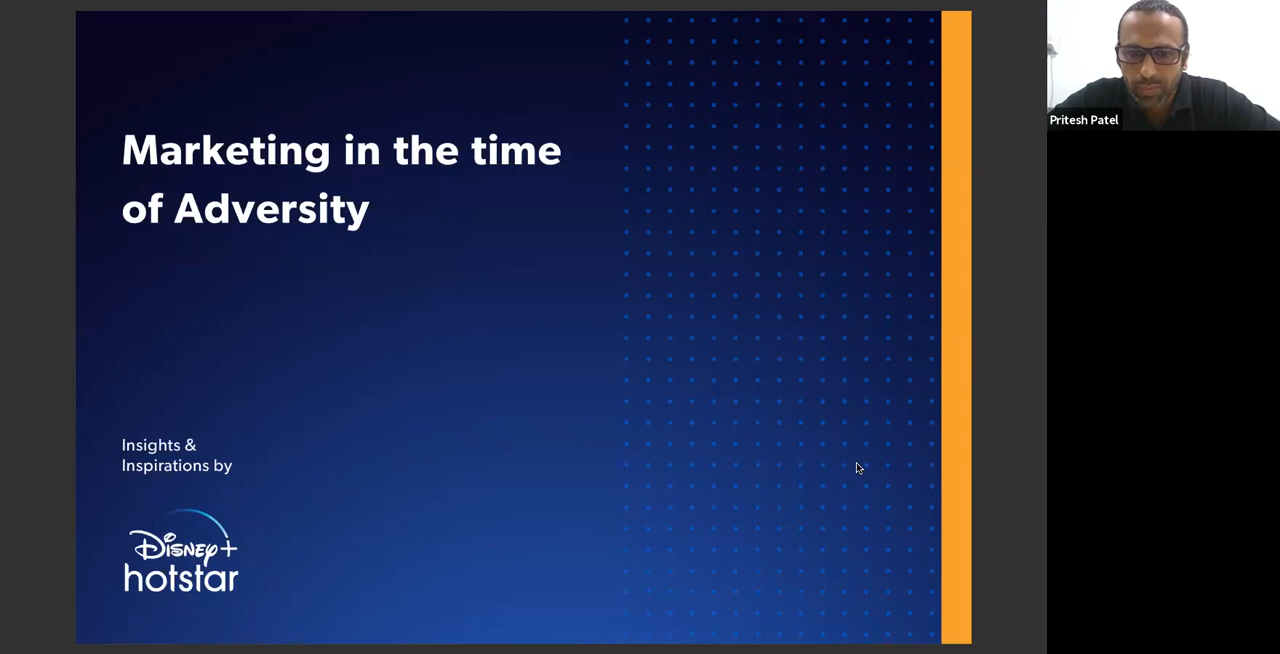 Marketing in the time
of Adversity
Insights &
Inspirations by
Disney+
hotstar
Pritesh Patel